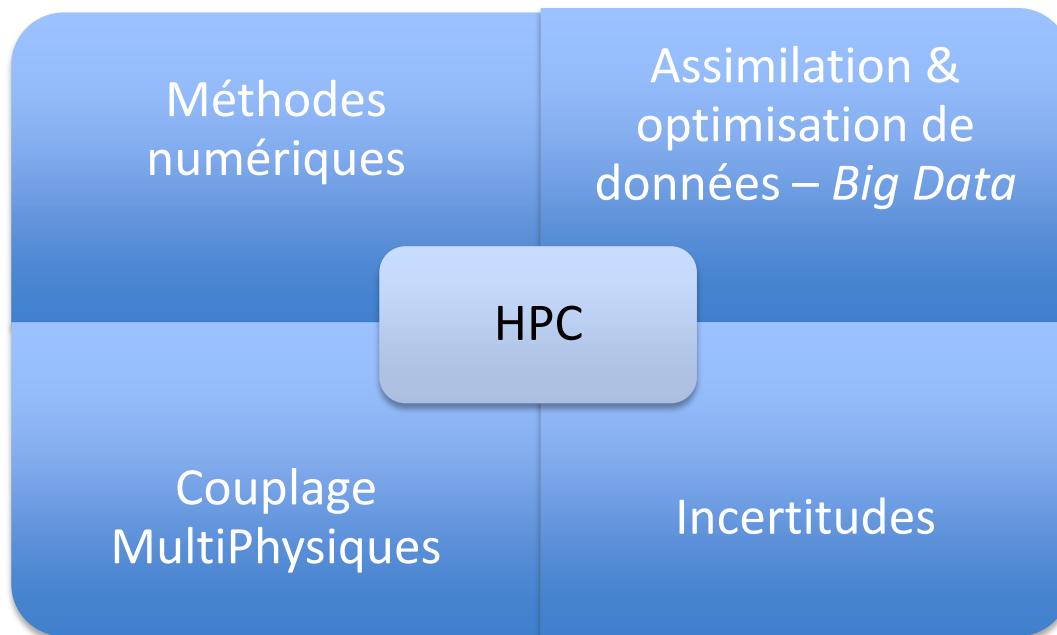 Méthodes
numériques
Assimilation &
optimisation de
données – Big Data
HPC
Couplage
MultiPhysiques
Incertitudes